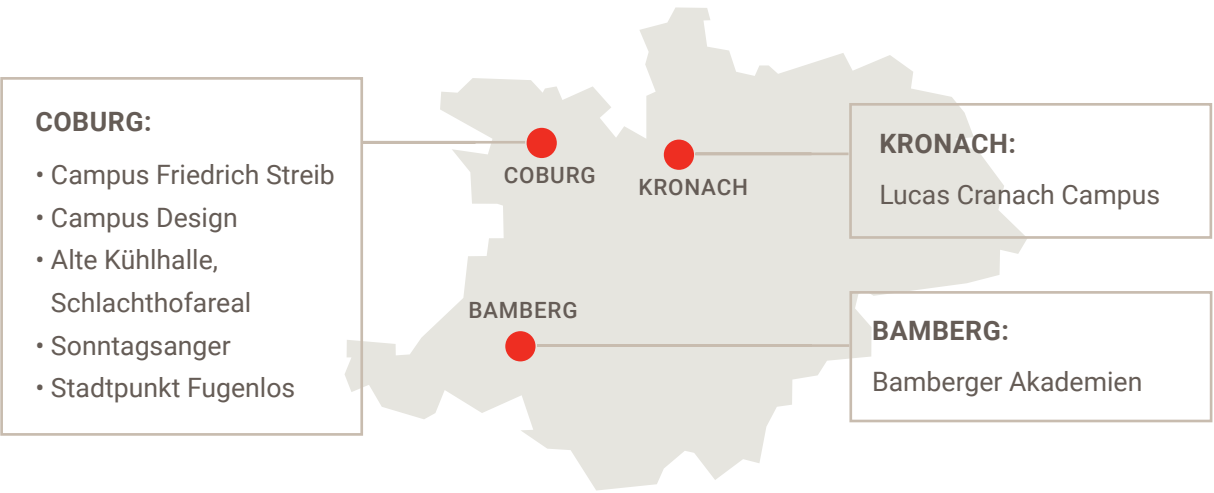 COBURG:
• Campus Friedrich Streib
• Campus Design
• Alte Kühlhalle,
Schlachthofareal
• Sonntagsanger
• Stadtpunkt Fugenlos
COBURG
KRONACH
BAMBERG
KRONACH:
Lucas Cranach Campus
BAMBERG:
Bamberger Akademien